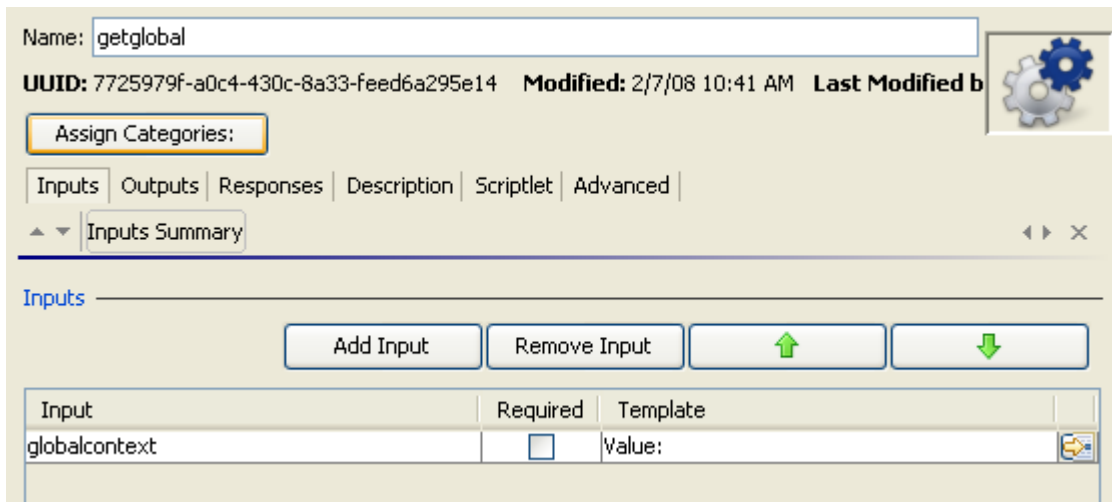 Name: getglobal
UUID: 7725979f-a0c4-430c-8a33-feed6a295e14 Modified: 2/7/08 10:41 AM Last Modified b
Assign Categories:
Inputs Outputs Responses Description Scriptlet Advanced
Inputs Summary
Inputs
Add Input Remove Input
Input Required Template
globalcontext Value: